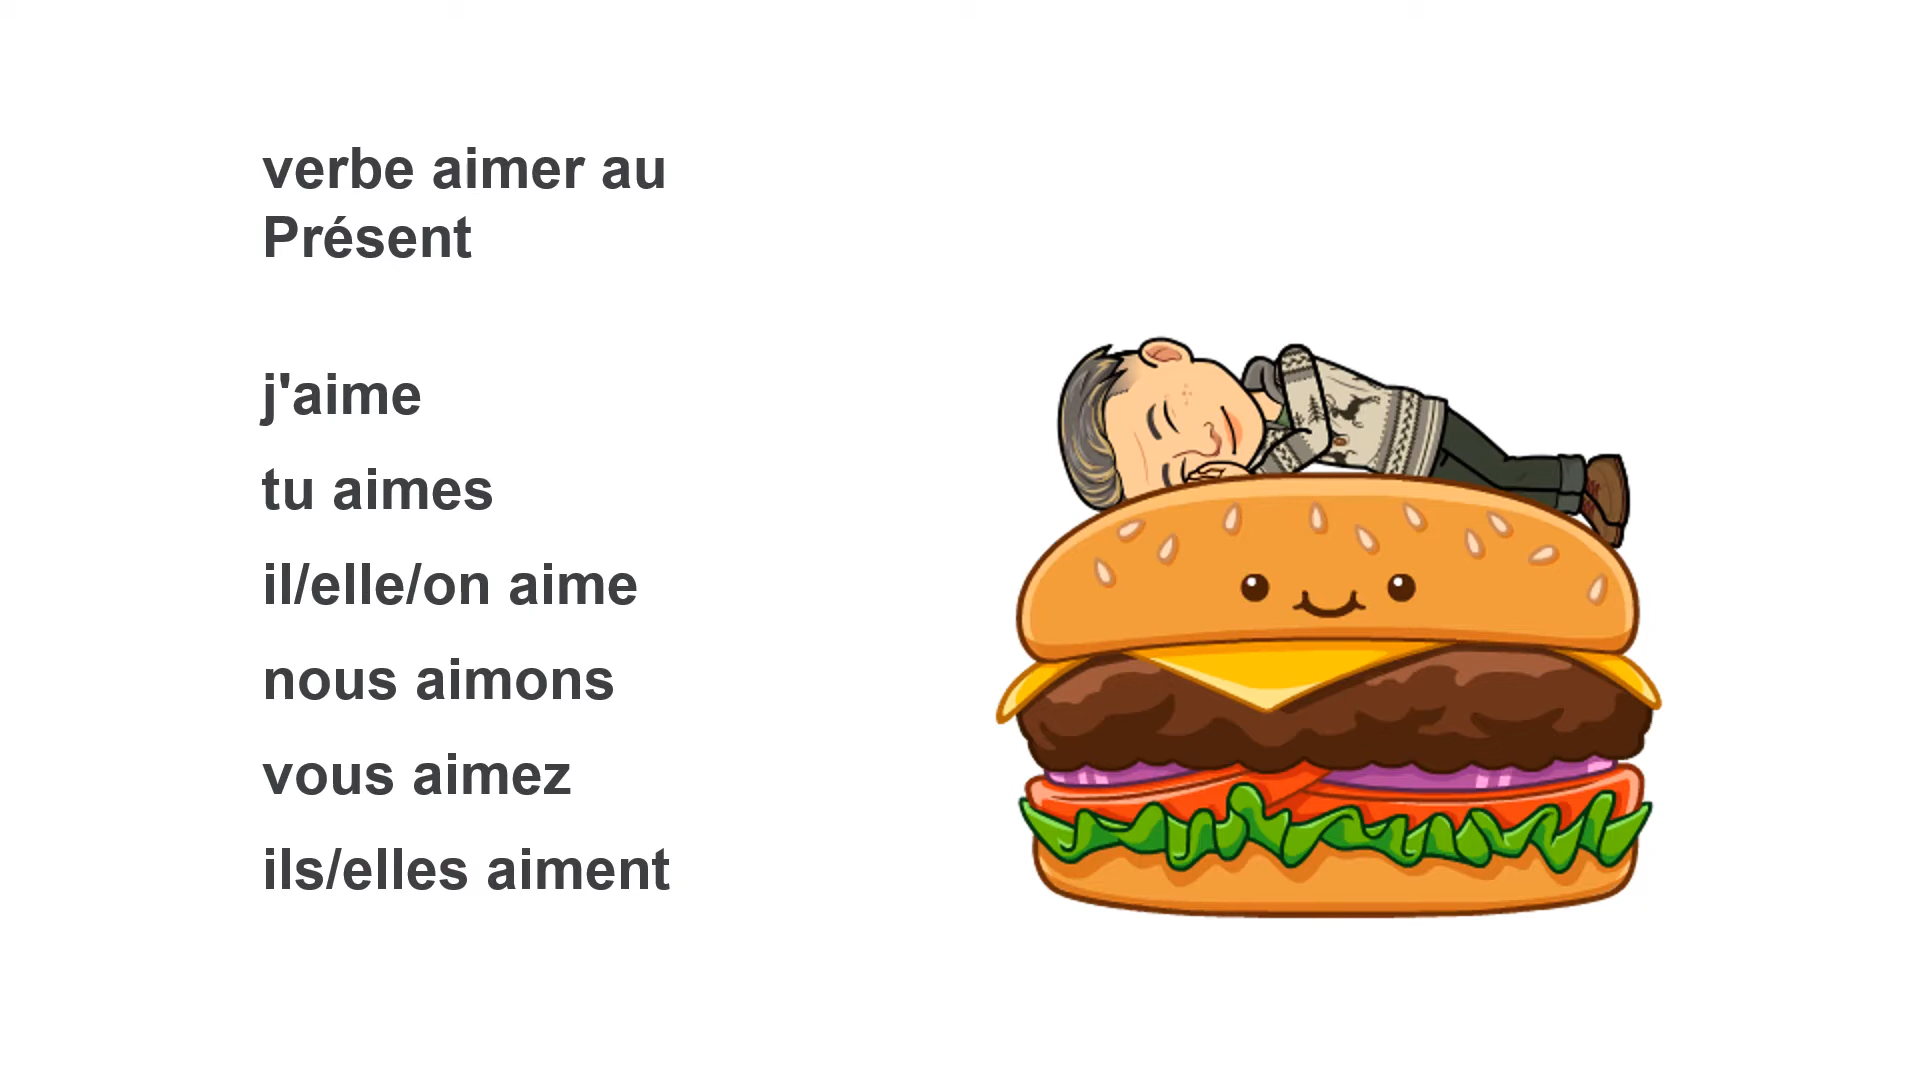 verbe aimer au
Présent
j'aime
tu aimes
il/elle/on aime
nous aimons
vous aimez
ils/elles aiment